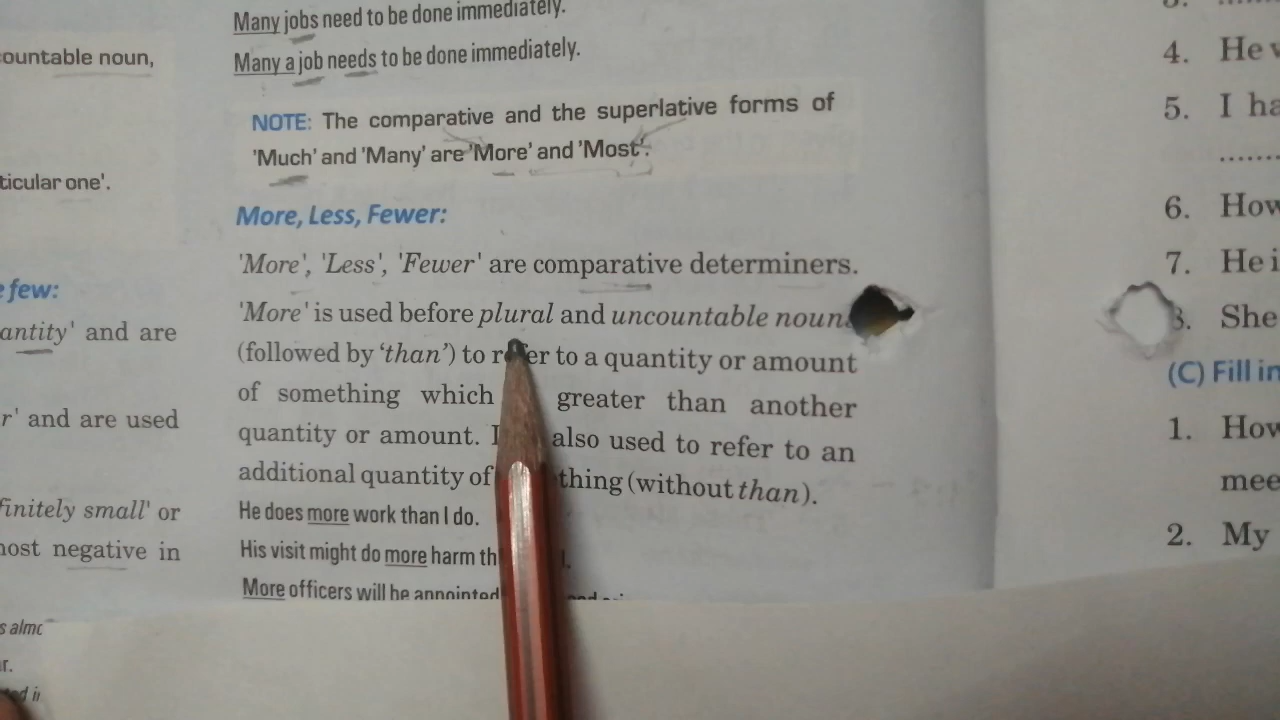 ountable noun,
ticular one'.
e few:
antity' and are
r' and are used
finitely small' or
nost negative in
s almc
r.
Many jobs need to be done immediately.
Many a job needs to be done immediately.
NOTE: The comparative and the superlative forms of
'Much' and 'Many' are 'More' and 'Most'.
More, Less, Fewer:
'More', 'Less', 'Fewer' are comparative determiners.
'More' is used before plural and uncountable noun
(followed by 'than') to refer to a quantity or amount
of something which greater than another
quantity or amount. also used to refer to an
additional quantity of thing (without than).
He does more work than I do.
His visit might do more harm th
More officers will be appointed
4. He
5. I ha
6. How
7. He i
8. She
(C) Fill in
1. How
mee
2. My